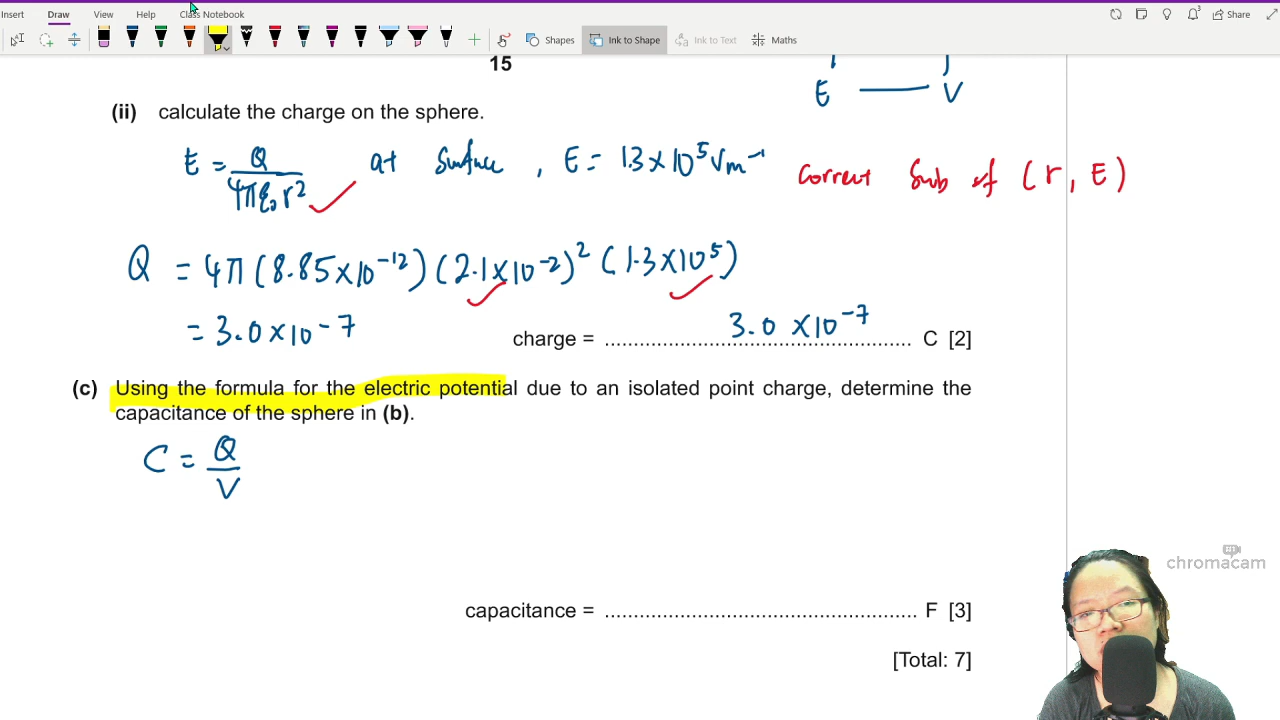 Insert Draw View Help Class Notebook
Share
Shapes Ink to Shape Ink to Text Maths
15
E — V
(ii) calculate the charge on the sphere.
E = Q / 4πε₀r² at surface, E = 1.3×10⁵ Vm⁻¹ Correct sub of (r, E)
Q = 4π(8.85×10⁻¹²)(2.1×10⁻²)²(1.3×10⁵)
= 3.0×10⁻⁷
charge = 3.0 ×10⁻⁷ C [2]
(c) Using the formula for the electric potential due to an isolated point charge, determine the
capacitance of the sphere in (b).
C = Q / V
chromacam
capacitance = ...................................................... F [3]
[Total: 7]